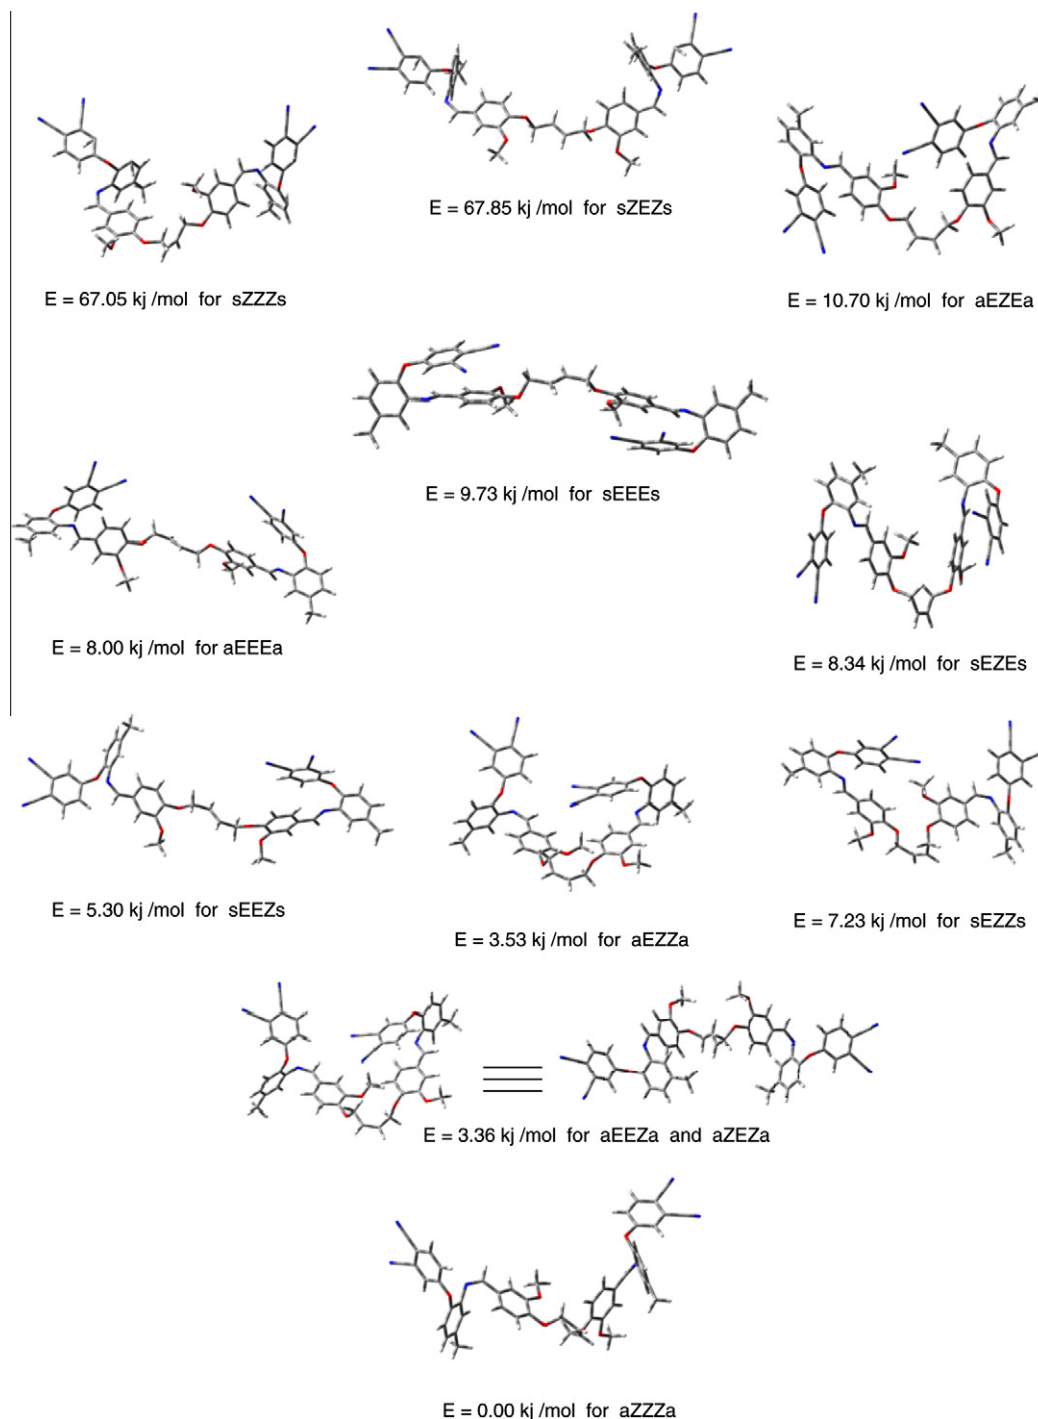 E = 67.85 kj /mol for sZEZs
E = 67.05 kj /mol for sZZZs
E = 10.70 kj /mol for aEZEa
E = 9.73 kj /mol for sEEEs
E = 8.00 kj /mol for aEEEa
E = 8.34 kj /mol for sEZEs
E = 5.30 kj /mol for sEEZs
E = 3.53 kj /mol for aEZZa
E = 7.23 kj /mol for sEZZs
E = 3.36 kj /mol for aEEZa and aZEZa
E = 0.00 kj /mol for aZZZa